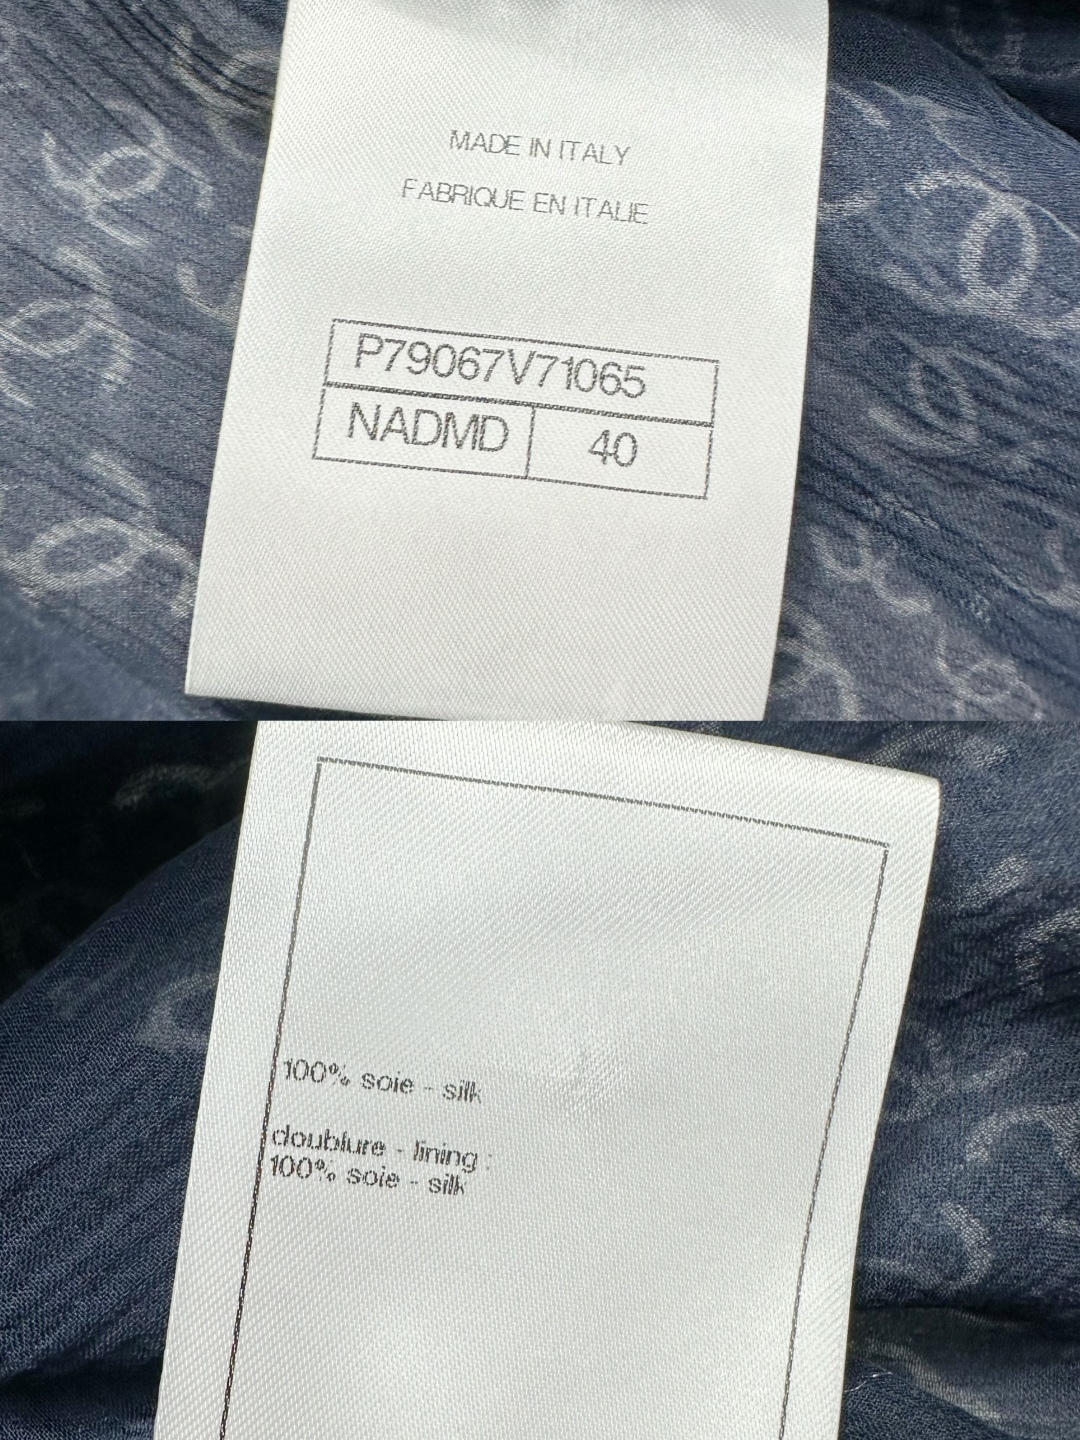 MADE IN ITALY
FABRIQUE EN ITALIE
P79067V71065
NADMD 40
100% soie - silk
doublure - lining :
100% soie - silk